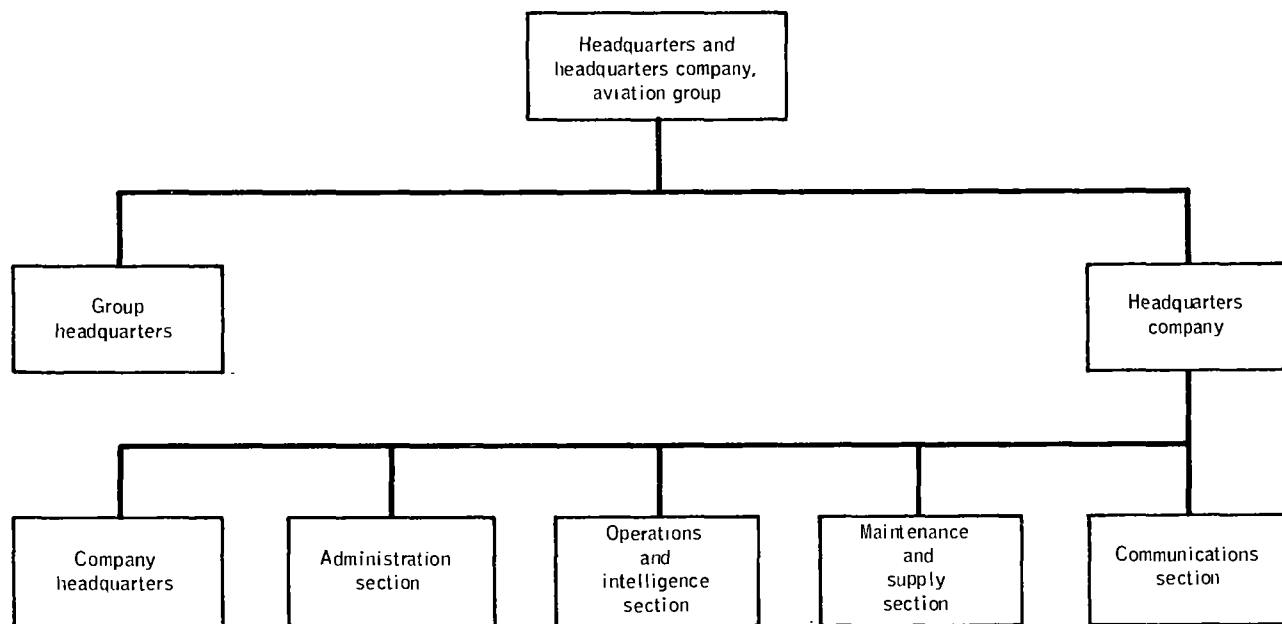 Headquarters and
headquarters company,
aviation group
Group
headquarters
Headquarters
company
Company
headquarters
Administration
section
Operations
and
intelligence
section
Maintenance
and
supply
section
Communications
section